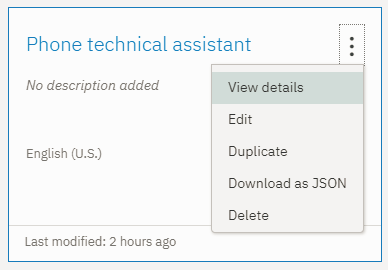 Phone technical assistant
No description added
English (U.S.)
View details
Edit
Duplicate
Download as JSON
Delete
Last modified: 2 hours ago